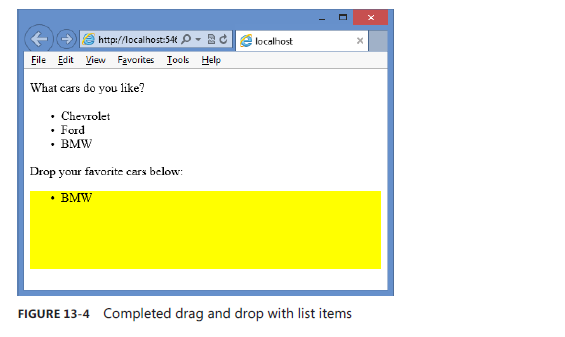 http://localhost:546
localhost
File Edit View Favorites Tools Help
What cars do you like?
• Chevrolet
• Ford
• BMW
Drop your favorite cars below:
• BMW
FIGURE 13-4 Completed drag and drop with list items